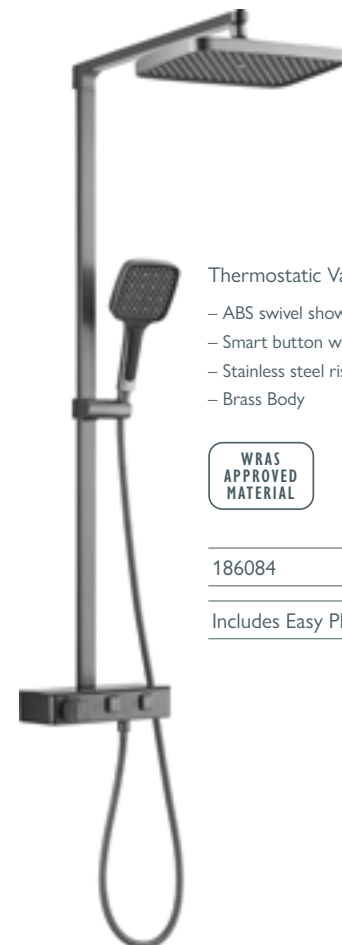 Thermostatic Va
– ABS swivel show
– Smart button w
– Stainless steel ris
– Brass Body
WRAS
APPROVED
MATERIAL
186084
Includes Easy Pl